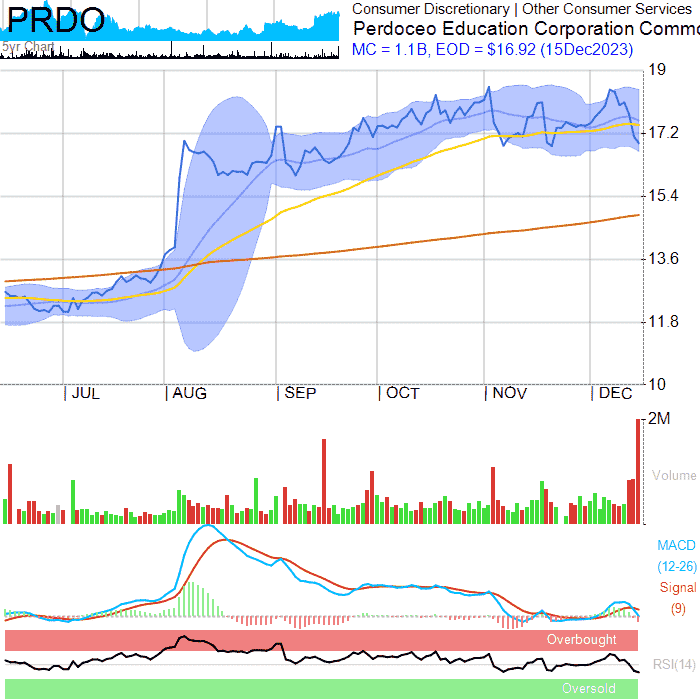 PRDO
5yr Chart
Consumer Discretionary | Other Consumer Services
Perdoceo Education Corporation Commo
MC = 1.1B, EOD = $16.92 (15Dec2023)
19
17.2
15.4
13.6
11.8
10
JUL
AUG
SEP
OCT
NOV
DEC
2M
Volume
MACD
(12-26)
Signal
(9)
Overbought
RSI(14)
Oversold